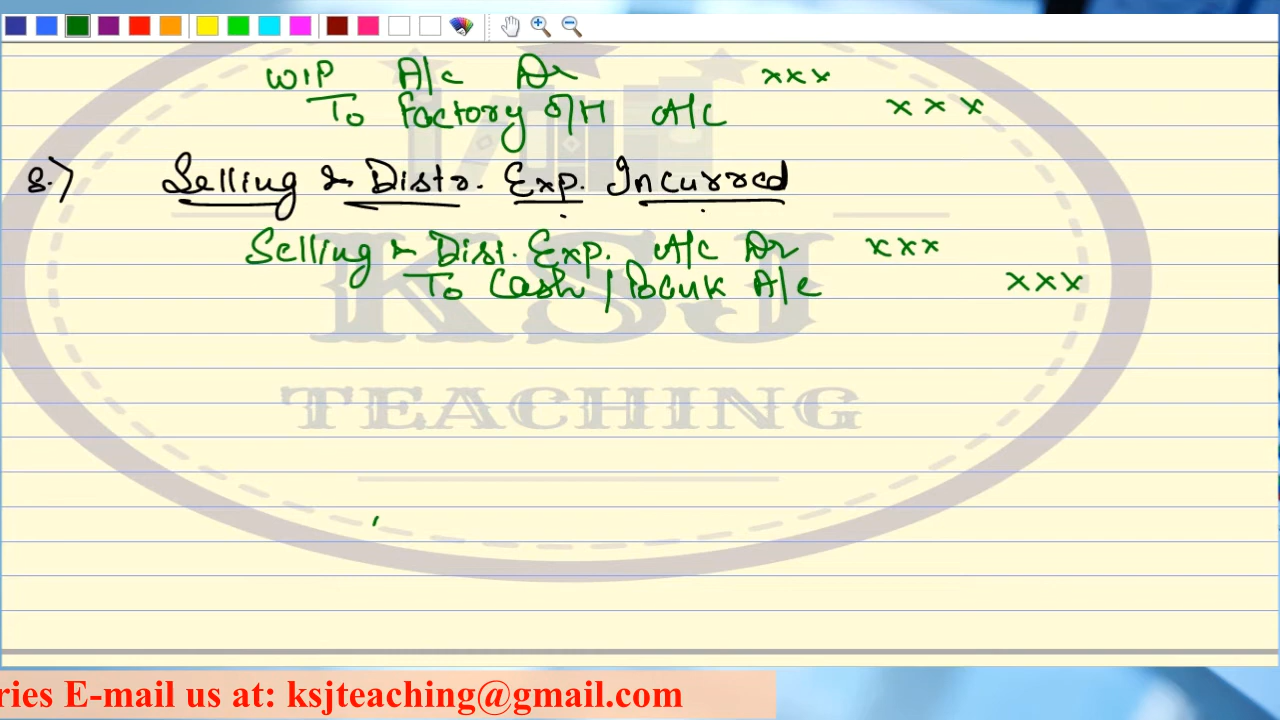 WIP A/c Dr xxx
To Factory O/H A/C xxx
8.) Selling & Distr. Exp. Incurred
Selling & Dist. Exp. A/c Dr xxx
To Cash / Bank A/c xxx
KSJ
TEACHING
ries E-mail us at: ksjteaching@gmail.com